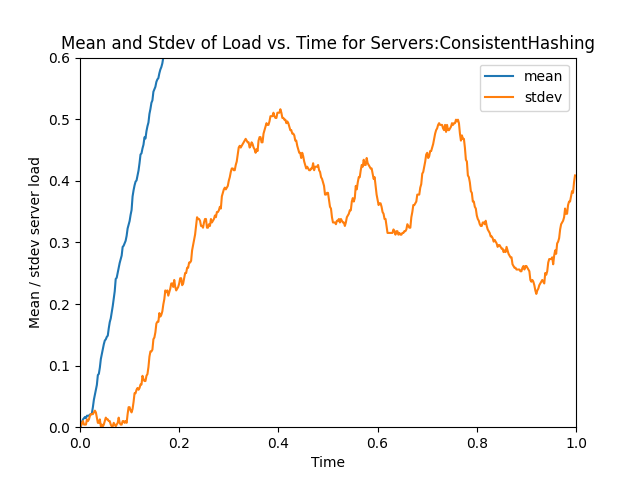 Mean and Stdev of Load vs. Time for Servers:ConsistentHashing
mean
stdev
Mean / stdev server load
0.6
0.5
0.4
0.3
0.2
0.1
0.0
0.0 0.2 0.4 0.6 0.8 1.0
Time